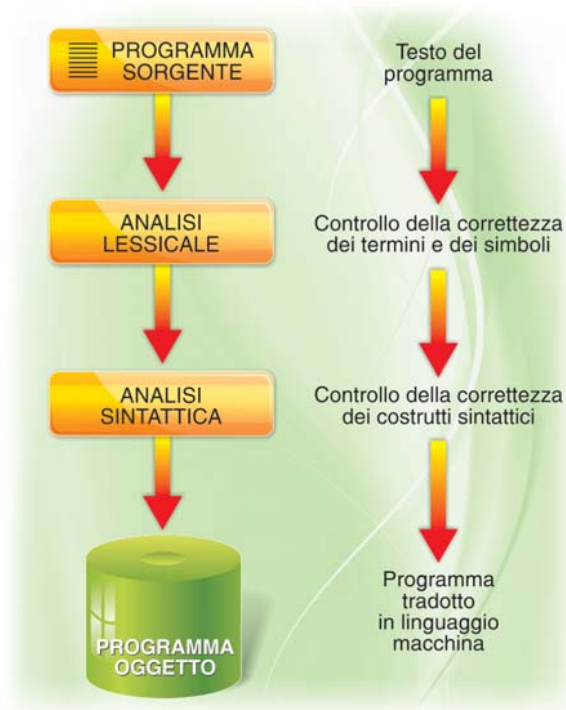 PROGRAMMA
SORGENTE
Testo del
programma
ANALISI
LESSICALE
Controllo della correttezza
dei termini e dei simboli
ANALISI
SINTATTICA
Controllo della correttezza
dei costrutti sintattici
PROGRAMMA
OGGETTO
Programma
tradotto
in linguaggio
macchina